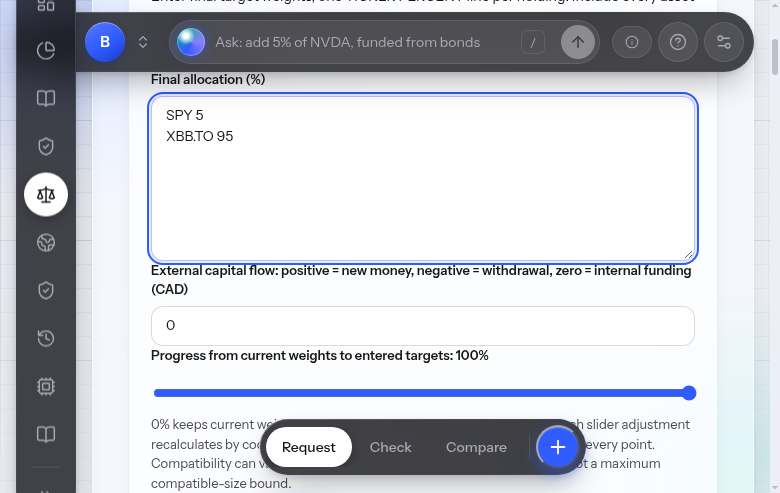 B
Ask: add 5% of NVDA, funded from bonds
/
Final allocation (%)
SPY 5
XBB.TO 95
External capital flow: positive = new money, negative = withdrawal, zero = internal funding
(CAD)
0
Progress from current weights to entered targets: 100%
0% keeps current
slider adjustment
recalculates by
every point.
Compatibility can
a maximum
compatible-size bound.
Request
Check
Compare